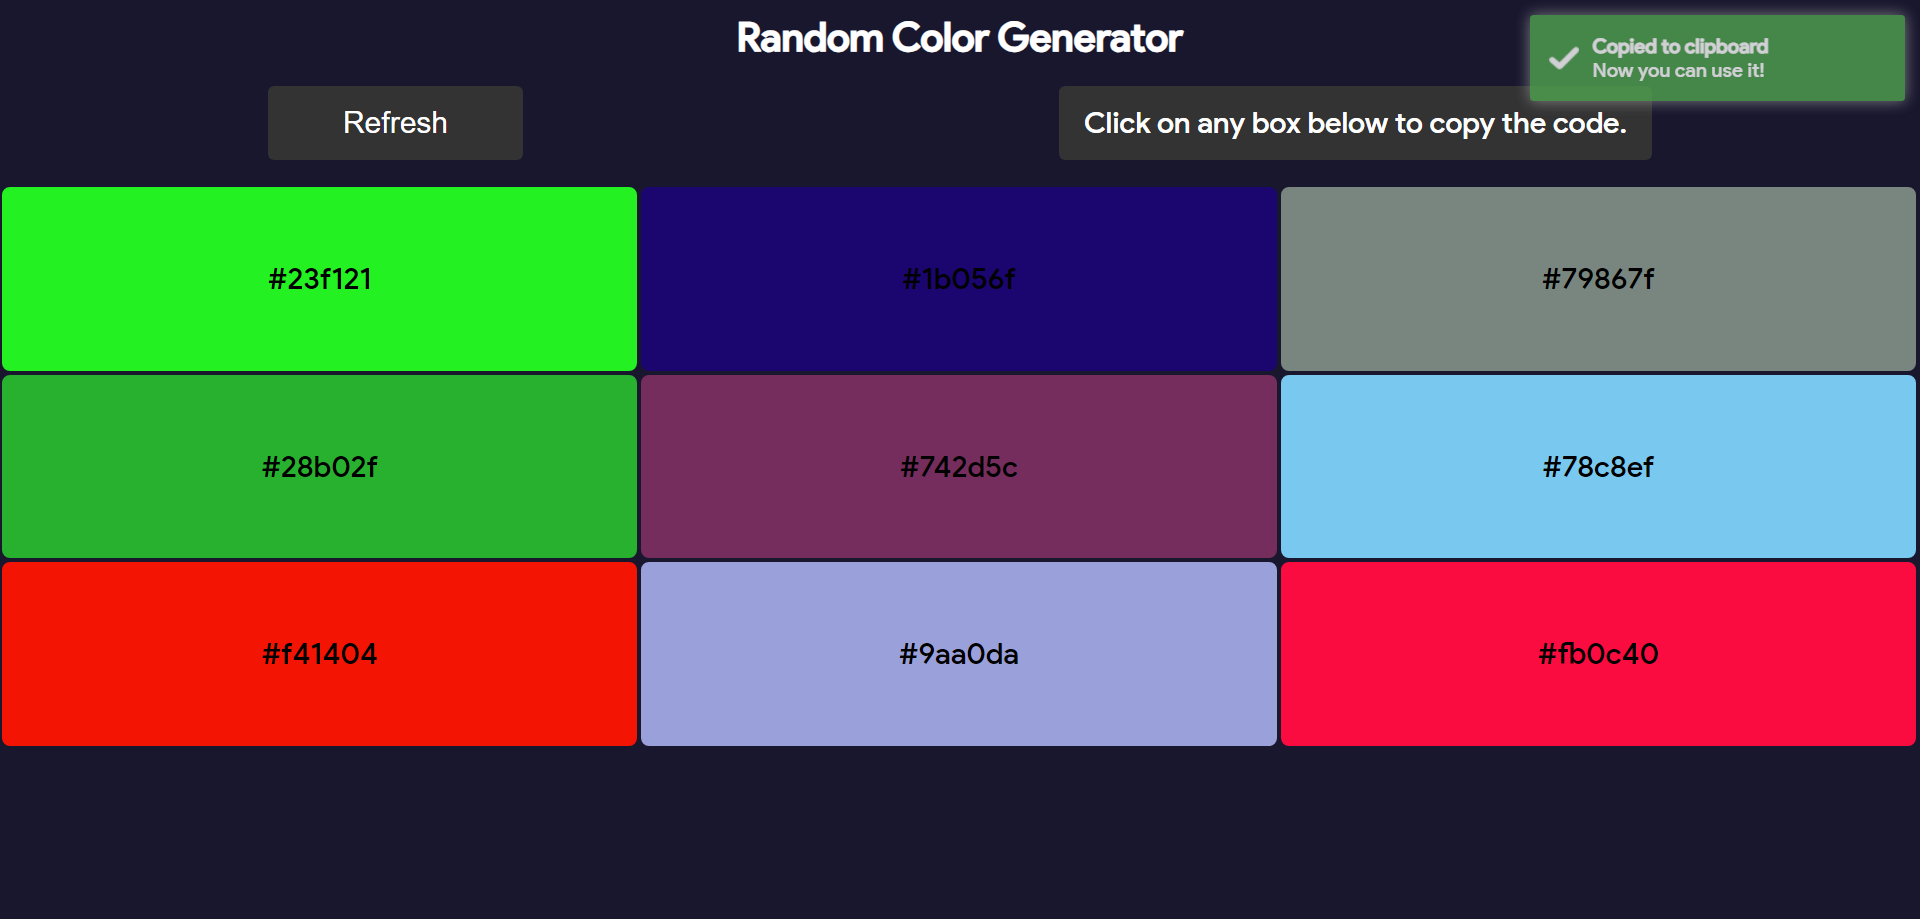 Random Color Generator
Copied to clipboard
Now you can use it!
Refresh
Click on any box below to copy the code.
#23f121
#1b056f
#79867f
#28b02f
#742d5c
#78c8ef
#f41404
#9aa0da
#fb0c40